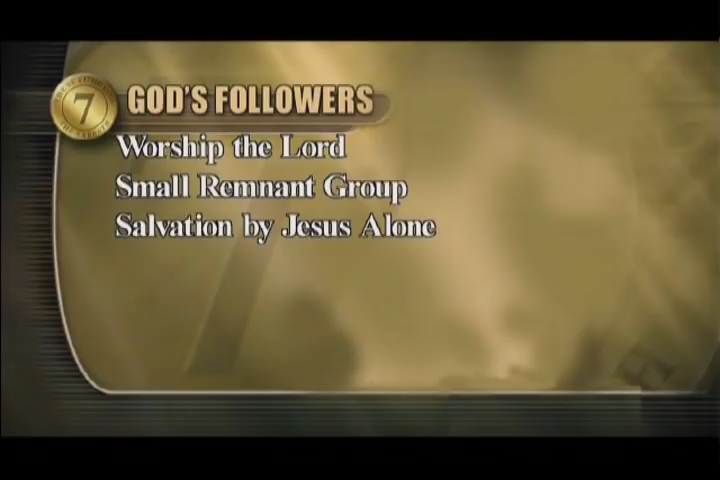 7
GOD'S FOLLOWERS
Worship the Lord
Small Remnant Group
Salvation by Jesus Alone